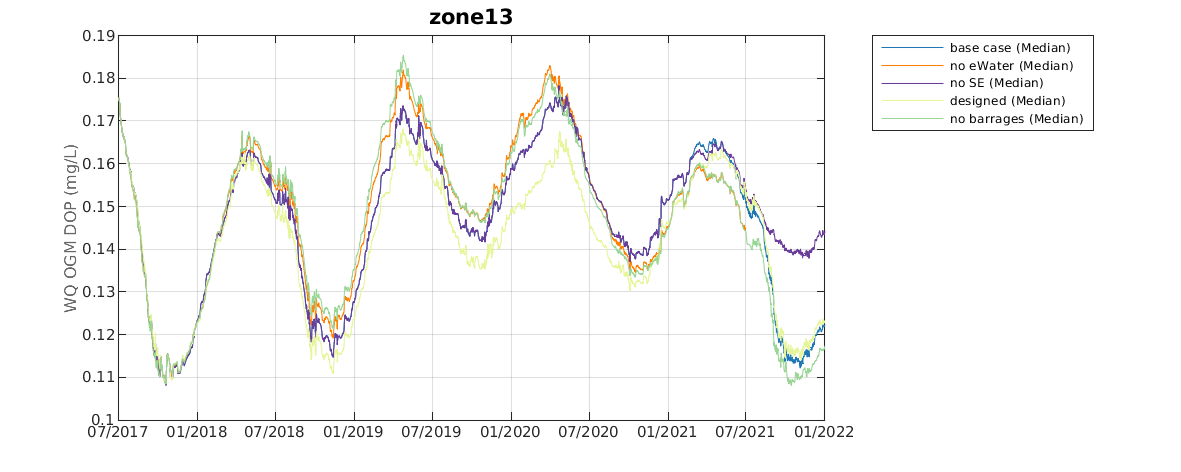 zone13
WQ OGM DOP (mg/L)
0.19
0.18
0.17
0.16
0.15
0.14
0.13
0.12
0.11
0.1
07/2017 01/2018 07/2018 01/2019 07/2019 01/2020 07/2020 01/2021 07/2021 01/2022
base case (Median)
no eWater (Median)
no SE (Median)
designed (Median)
no barrages (Median)